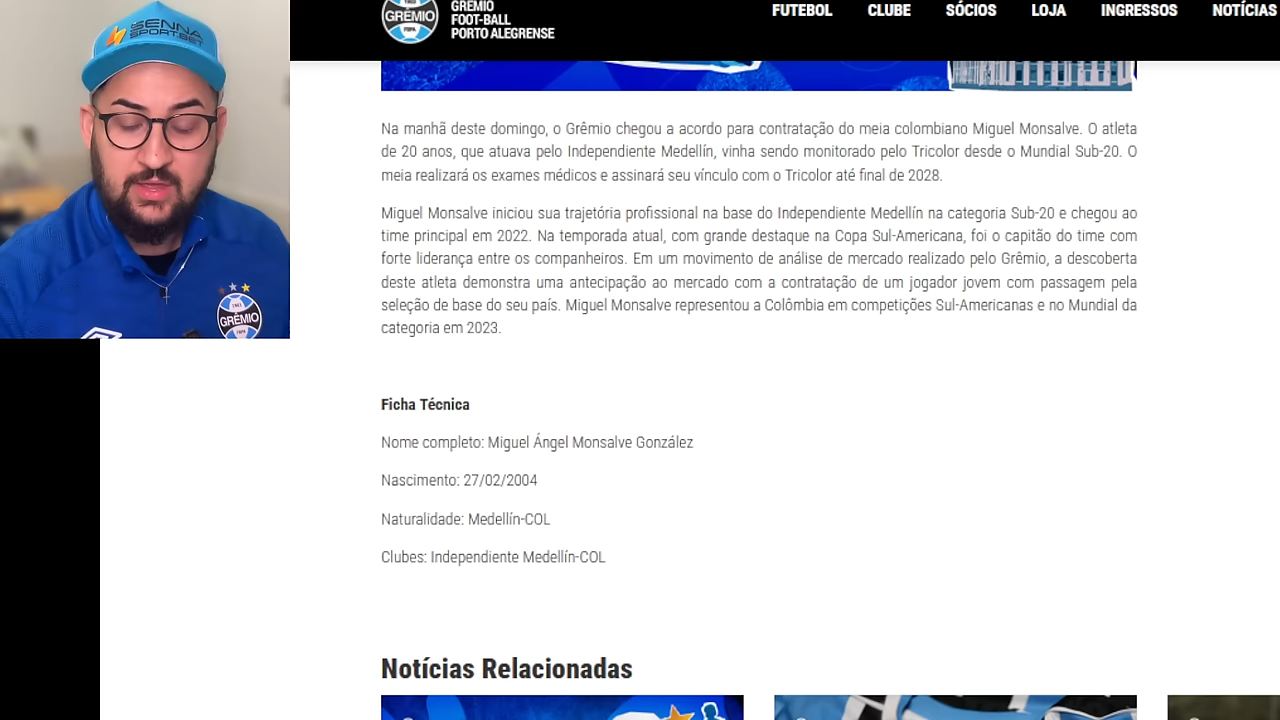 SENNA
SPORTBET
GRÊMIO
GRÊMIO
FBPA
GRÊMIO
FOOT-BALL
PORTO ALEGRENSE
FUTEBOL CLUBE SÓCIOS LOJA INGRESSOS NOTÍCIAS
Na manhã deste domingo, o Grêmio chegou a acordo para contratação do meia colombiano Miguel Monsalve. O atleta
de 20 anos, que atuava pelo Independiente Medellín, vinha sendo monitorado pelo Tricolor desde o Mundial Sub-20. O
meia realizará os exames médicos e assinará seu vínculo com o Tricolor até final de 2028.
Miguel Monsalve iniciou sua trajetória profissional na base do Independiente Medellín na categoria Sub-20 e chegou ao
time principal em 2022. Na temporada atual, com grande destaque na Copa Sul-Americana, foi o capitão do time com
forte liderança entre os companheiros. Em um movimento de análise de mercado realizado pelo Grêmio, a descoberta
deste atleta demonstra uma antecipação ao mercado com a contratação de um jogador jovem com passagem pela
seleção de base do seu país. Miguel Monsalve representou a Colômbia em competições Sul-Americanas e no Mundial da
categoria em 2023.
Ficha Técnica
Nome completo: Miguel Ángel Monsalve González
Nascimento: 27/02/2004
Naturalidade: Medellín-COL
Clubes: Independiente Medellín-COL
Notícias Relacionadas